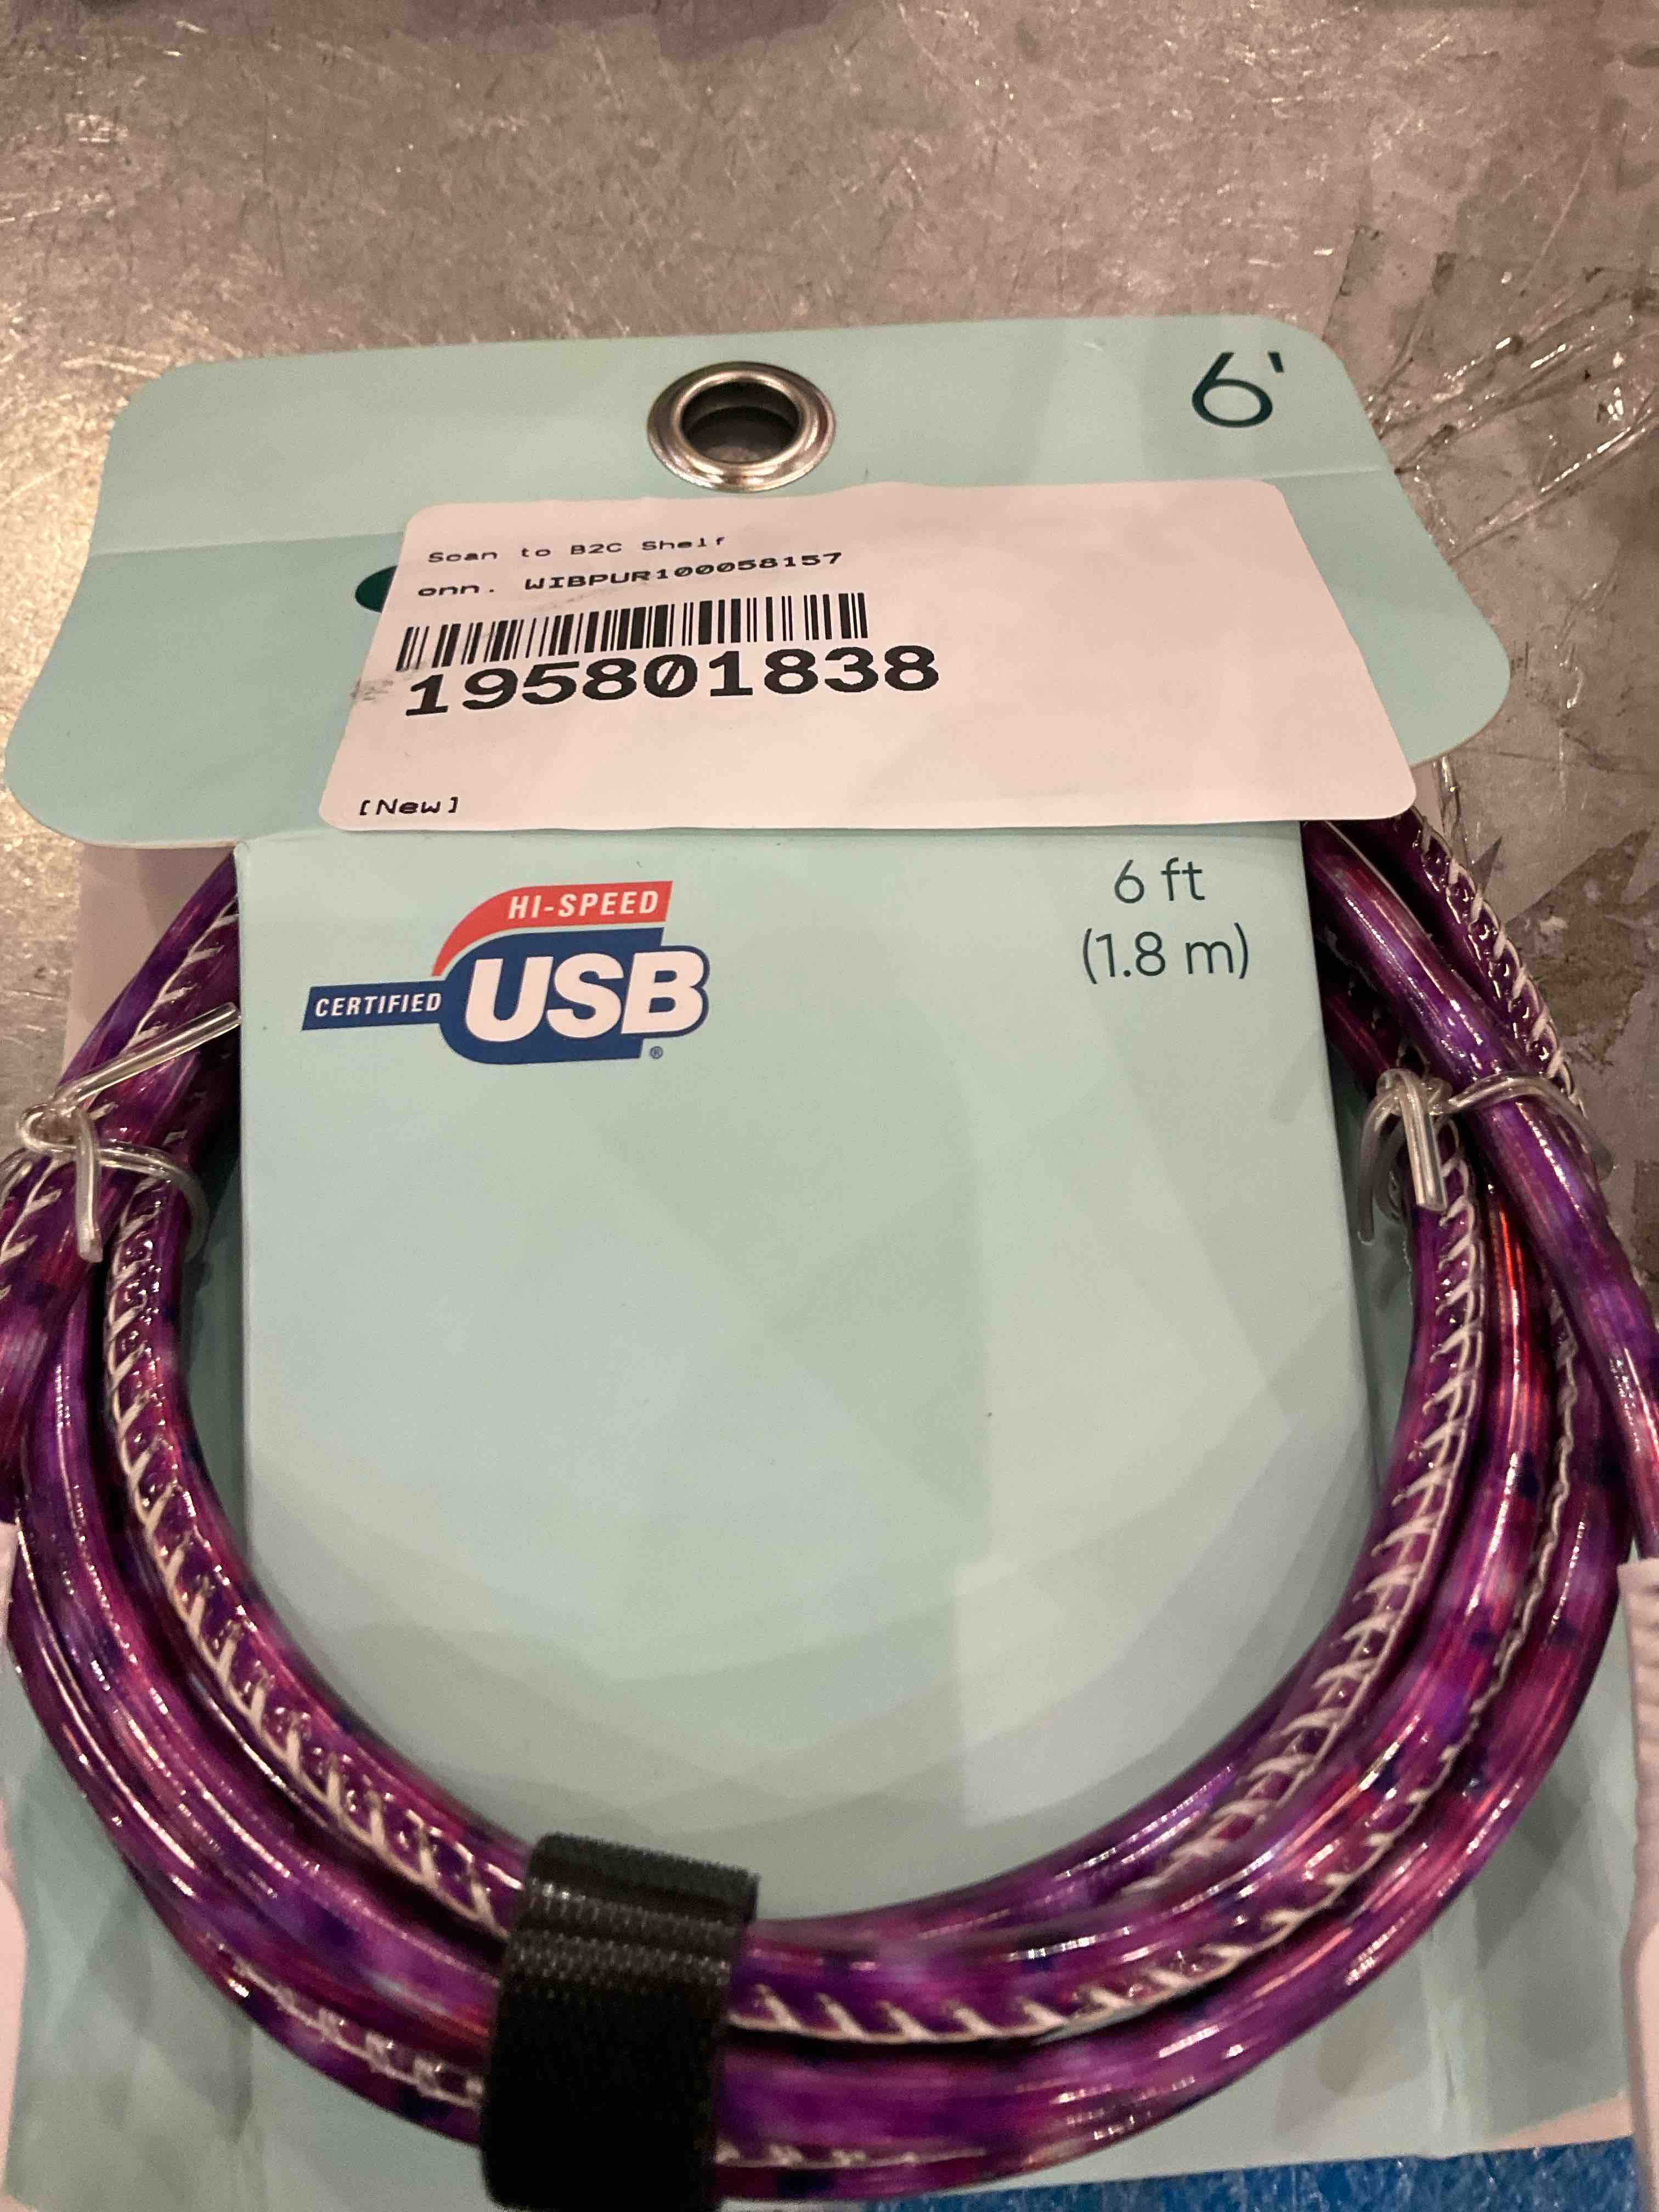 6'
Scan to B2C Shelf
onn. WIBPUR100058157
195801838
[New]
HI-SPEED
CERTIFIED USB®
6 ft
(1.8 m)